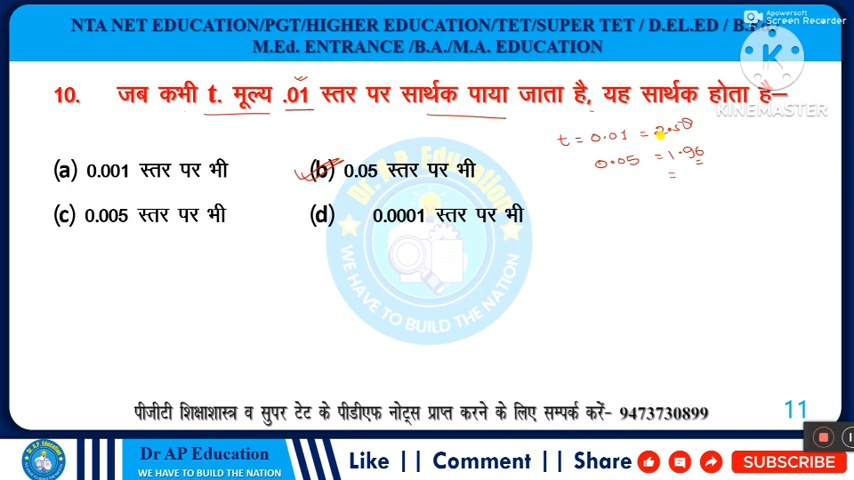 Apowersoft
Screen Recorder
NTA NET EDUCATION/PGT/HIGHER EDUCATION/TET/SUPER TET / D.EL.ED / B.Ed.
M.Ed. ENTRANCE /B.A./M.A. EDUCATION
KINEMASTER
10. जब कभी t. मूल्य .01 स्तर पर सार्थक पाया जाता है, यह सार्थक होता है–
t = 0.01 = 2.58
0.05 = 1.96
=
(a) 0.001 स्तर पर भी (b) 0.05 स्तर पर भी
(c) 0.005 स्तर पर भी (d) 0.0001 स्तर पर भी
Dr. A P Education
WE HAVE TO BUILD THE NATION
पीजीटी शिक्षाशास्त्र व सुपर टेट के पीडीएफ नोट्स प्राप्त करने के लिए सम्पर्क करें- 9473730899
11
Dr AP Education
WE HAVE TO BUILD THE NATION
Like || Comment || Share SUBSCRIBE